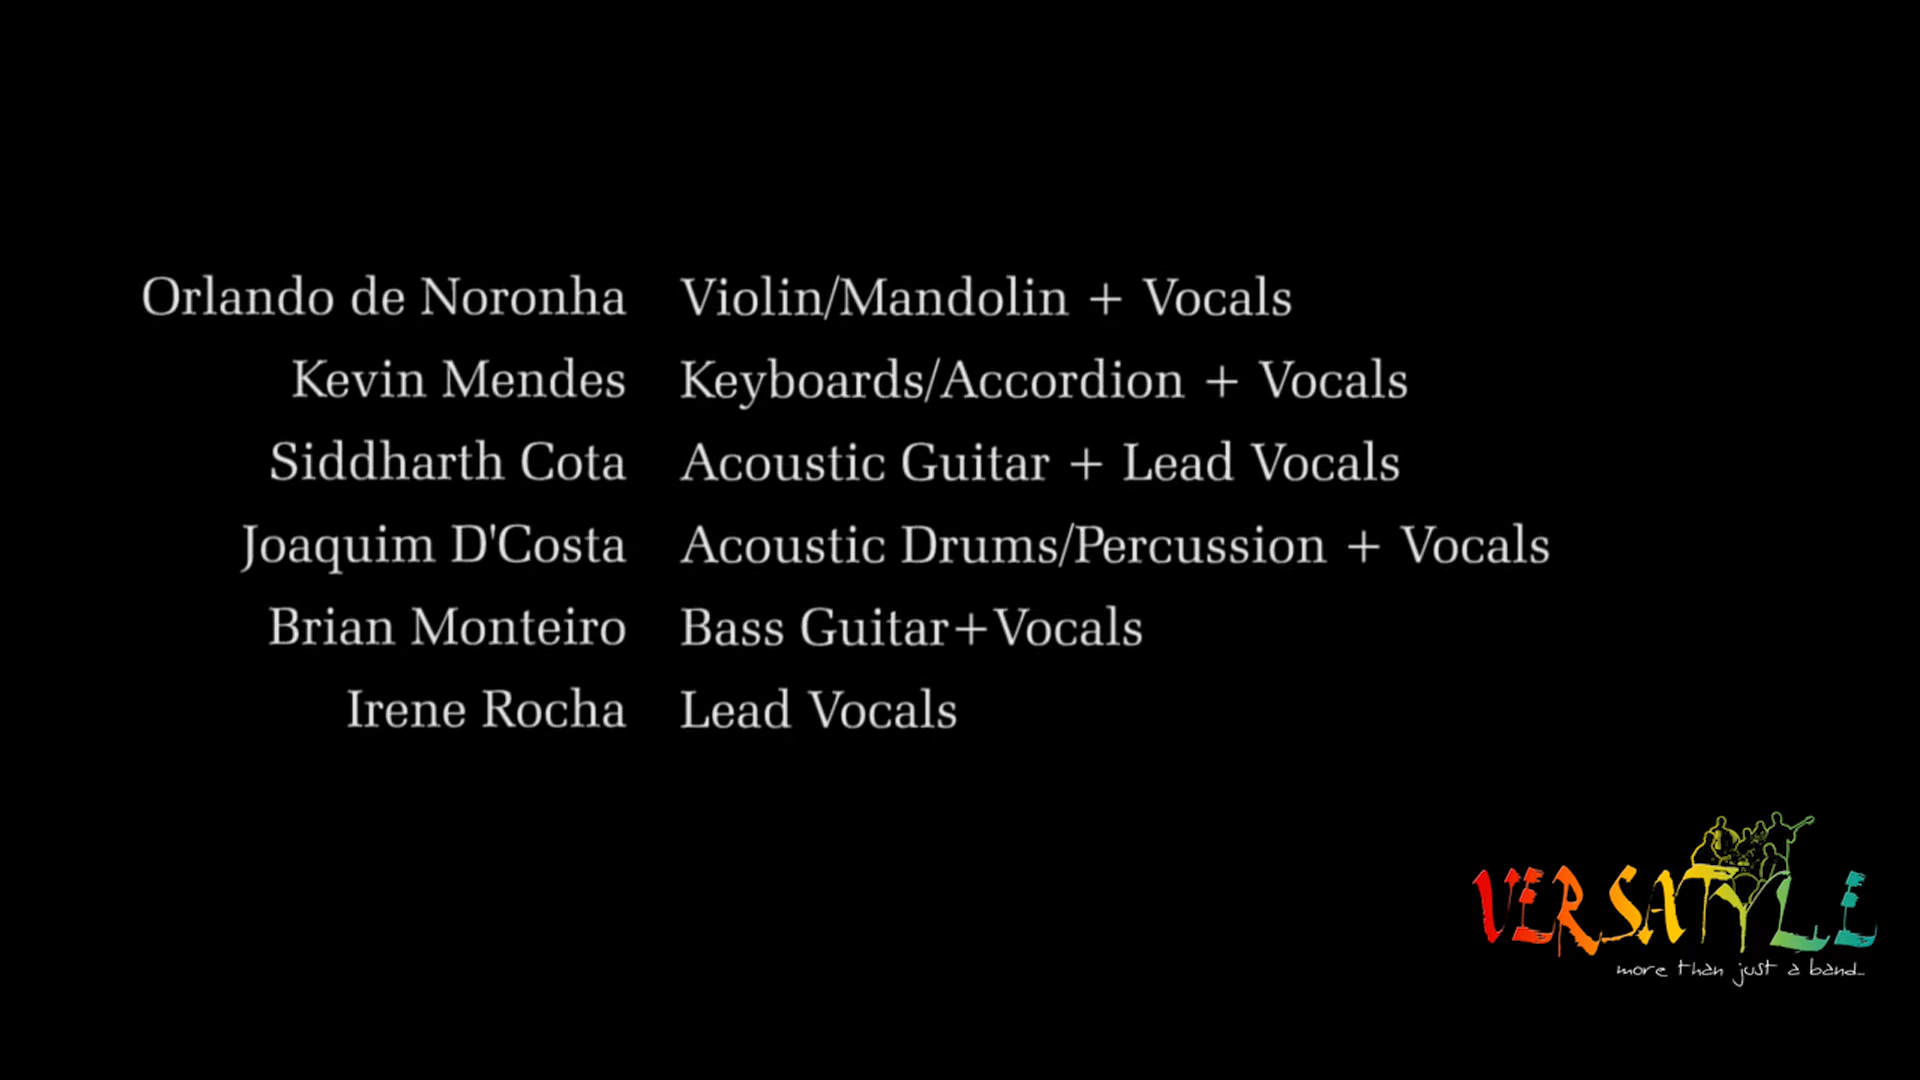 Orlando de Noronha Violin/Mandolin + Vocals
Kevin Mendes Keyboards/Accordion + Vocals
Siddharth Cota Acoustic Guitar + Lead Vocals
Joaquim D'Costa Acoustic Drums/Percussion + Vocals
Brian Monteiro Bass Guitar+Vocals
Irene Rocha Lead Vocals
VERSATYLE
more than just a band...